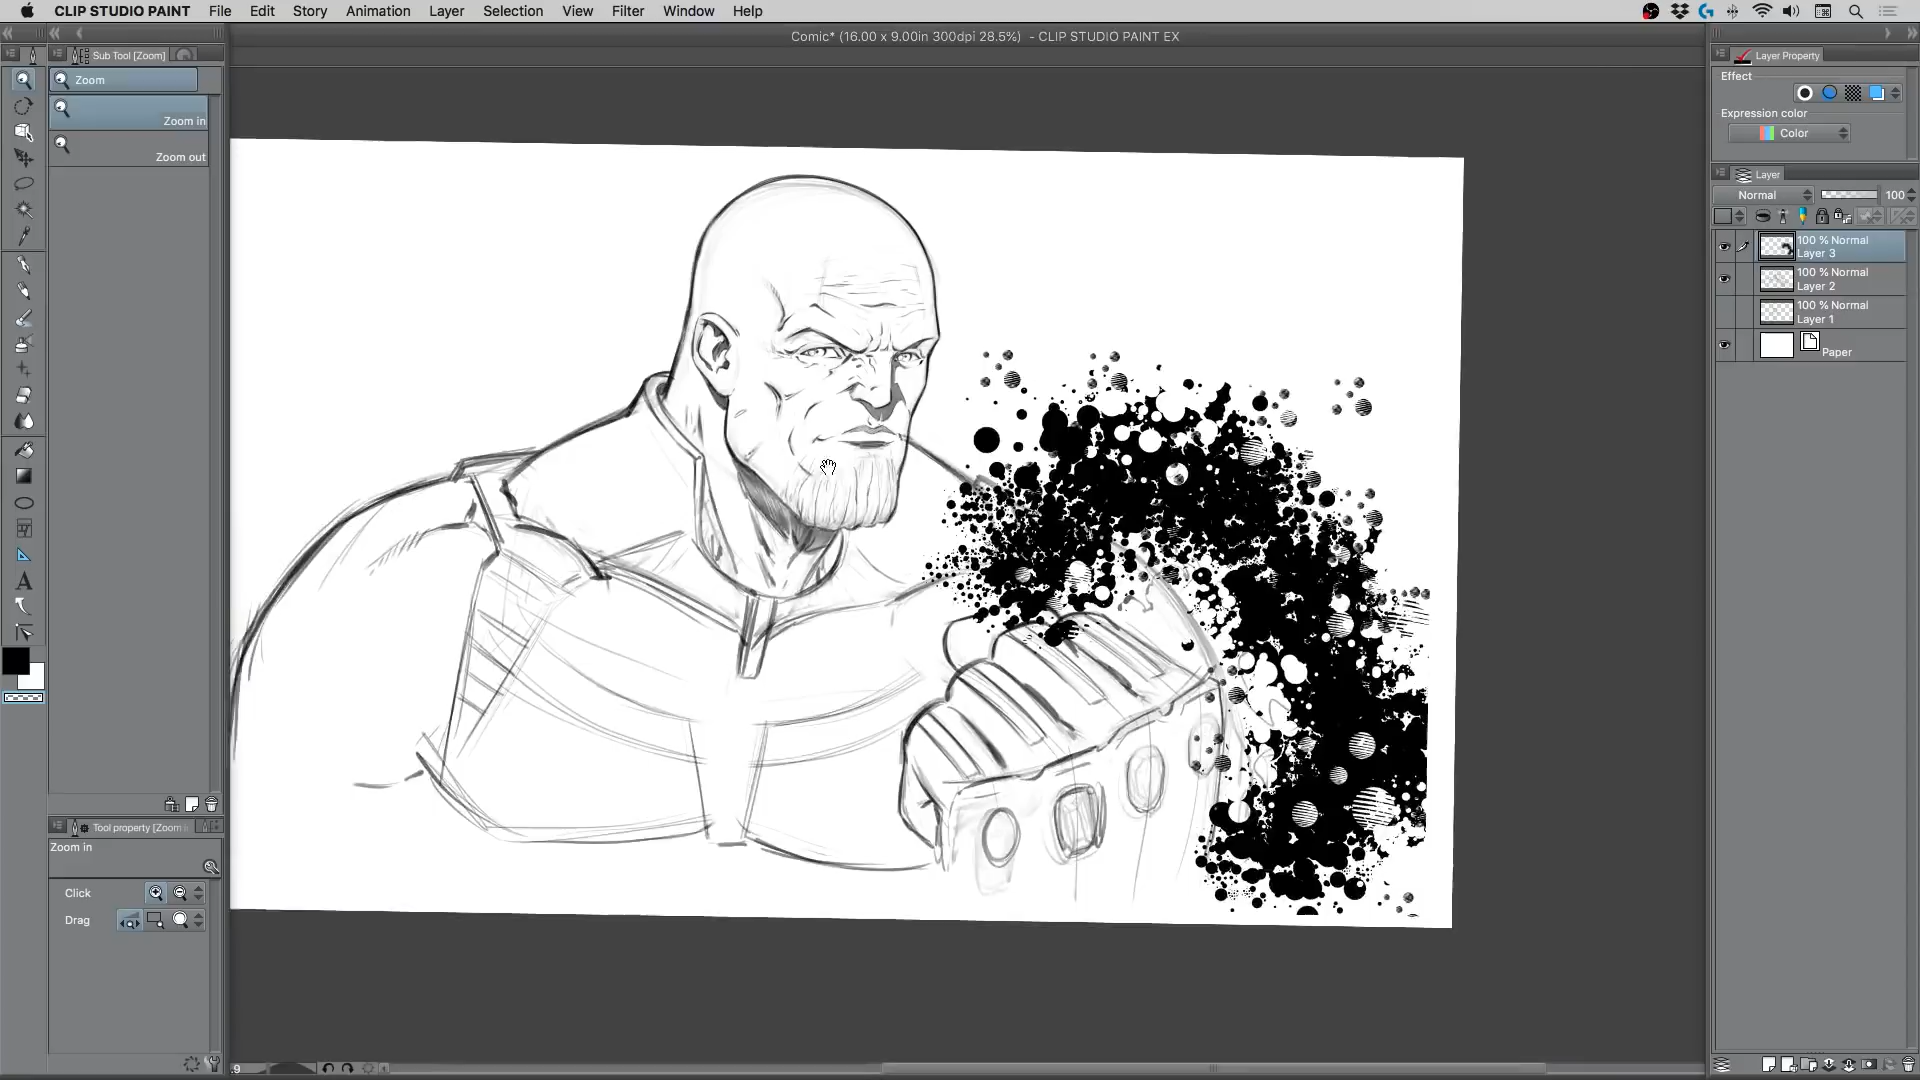 CLIP STUDIO PAINT File Edit Story Animation Layer Selection View Filter Window Help
Comic* (16.00 x 9.00in 300dpi 28.5%) - CLIP STUDIO PAINT EX
Sub Tool [Zoom]
Zoom
Zoom in
Zoom out
Tool property [Zoom i
Zoom in
Click
Drag
.9
A
Layer Property
Effect
Expression color
Color
Layer
Normal 100
100 % Normal
Layer 3
100 % Normal
Layer 2
100 % Normal
Layer 1
Paper